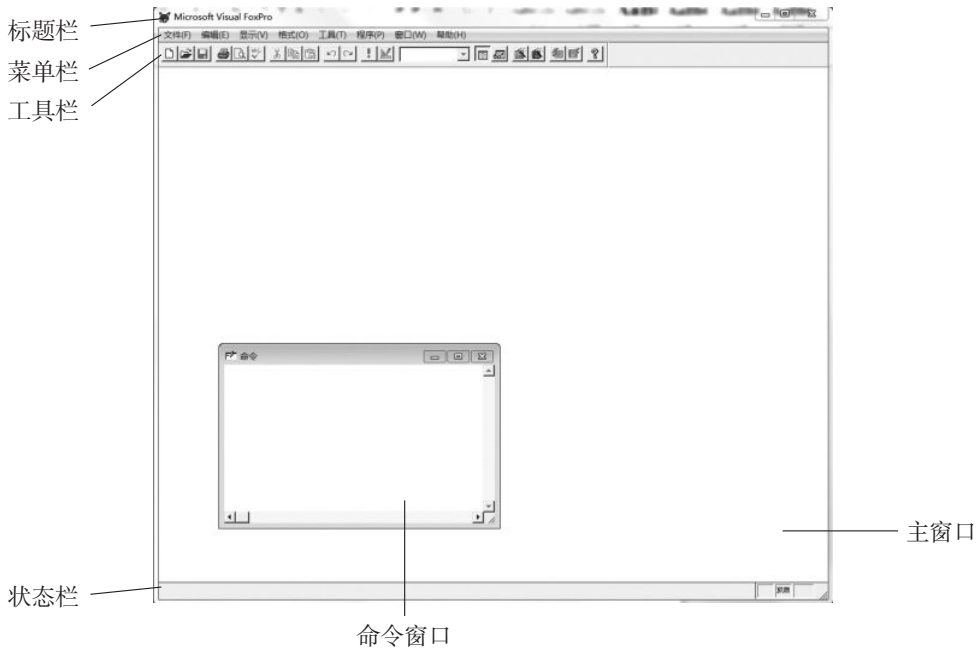 标题栏
Microsoft Visual FoxPro
菜单栏
文件(F) 编辑(E) 显示(V) 格式(O) 工具(T) 程序(P) 窗口(W) 帮助(H)
工具栏
命令
主窗口
状态栏
命令窗口